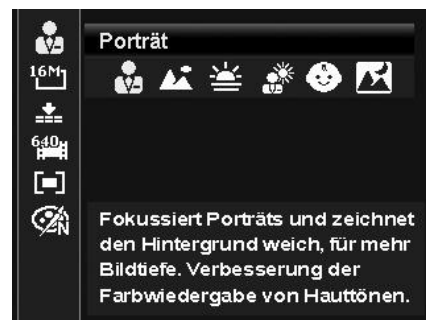 Porträt
16M
640
N
Fokussiert Porträts und zeichnet
den Hintergrund weich, für mehr
Bildtiefe. Verbesserung der
Farbwiedergabe von Hauttönen.